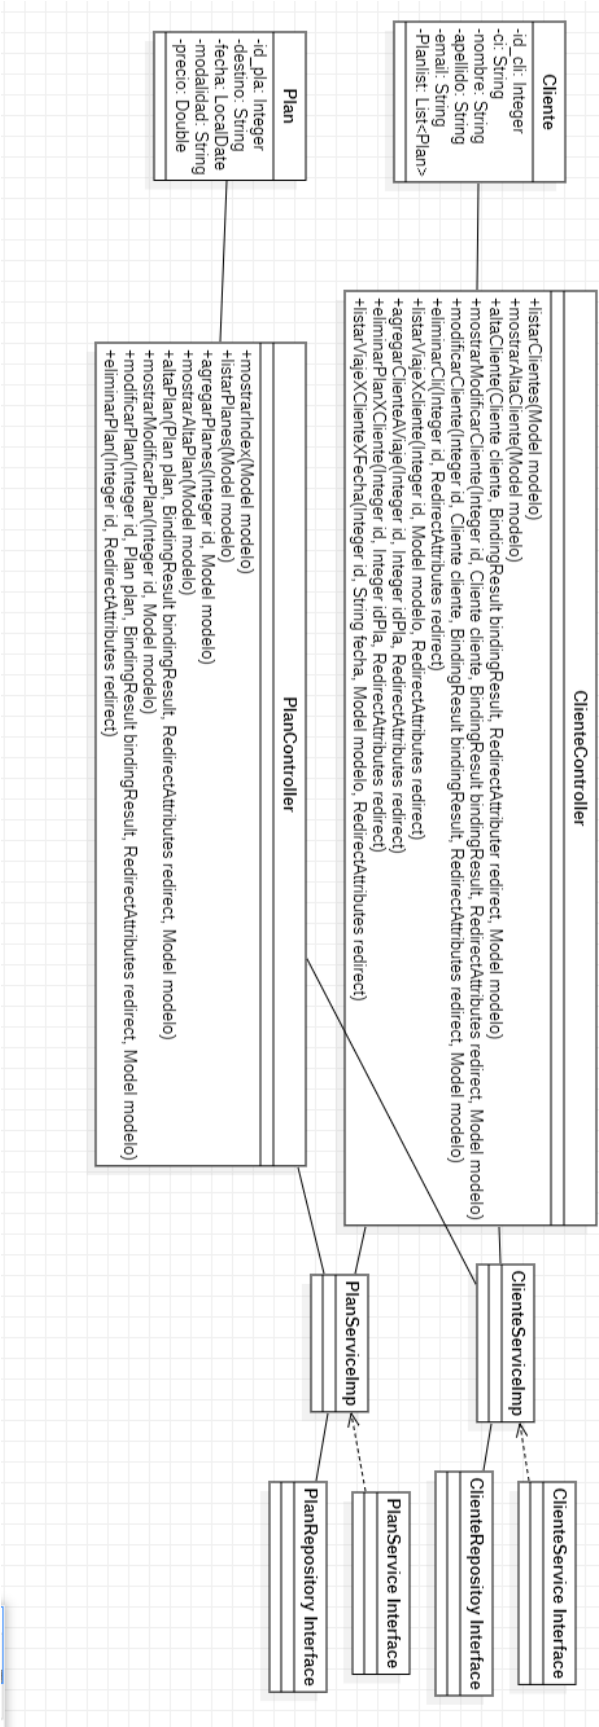 Cliente
-id_cli: Integer
-ci: String
-nombre: String
-apellido: String
-email: String
-Planlist: List<Plan>
ClienteController
+listarClientes(Model modelo)
+mostrarAltaCliente(Model modelo)
+altaCliente(Cliente cliente, BindingResult bindingResult, RedirectAttributer redirect, Model modelo)
+mostrarModificarCliente(Integer id, Cliente cliente, BindingResult bindingResult, RedirectAttributes redirect, Model modelo)
+modificarCliente(Integer id, Cliente cliente, BindingResult bindingResult, RedirectAttributes redirect, Model modelo)
+eliminarCli(Integer id, RedirectAttributes redirect)
+listarViajeXcliente(Integer id, Model modelo, RedirectAttributes redirect)
+agregarClienteAViaje(Integer id, Integer idPla, RedirectAttributes redirect)
+eliminarPlanXCliente(Integer id, Integer idPla, RedirectAttributes redirect)
+listarViajeXClienteXFecha(Integer id, String fecha, Model modelo, RedirectAttributes redirect)
ClienteServiceImp
ClienteService Interface
ClienteRepositoy Interface
Plan
-id_pla: Integer
-destino: String
-fecha: LocalDate
-modalidad: String
-precio: Double
PlanController
+mostrarIndex(Model modelo)
+listarPlanes(Model modelo)
+agregarPlanes(Integer id, Model modelo)
+mostrarAltaPlan(Model modelo)
+altaPlan(Plan plan, BindingResult bindingResult, RedirectAttributes redirect, Model modelo)
+mostrarModificarPlan(Integer id, Model modelo)
+modificarPlan(Integer id, Plan plan, BindingResult bindingResult, RedirectAttributes redirect, Model modelo)
+eliminarPlan(Integer id, RedirectAttributes redirect)
PlanServiceImp
PlanService Interface
PlanRepository Interface